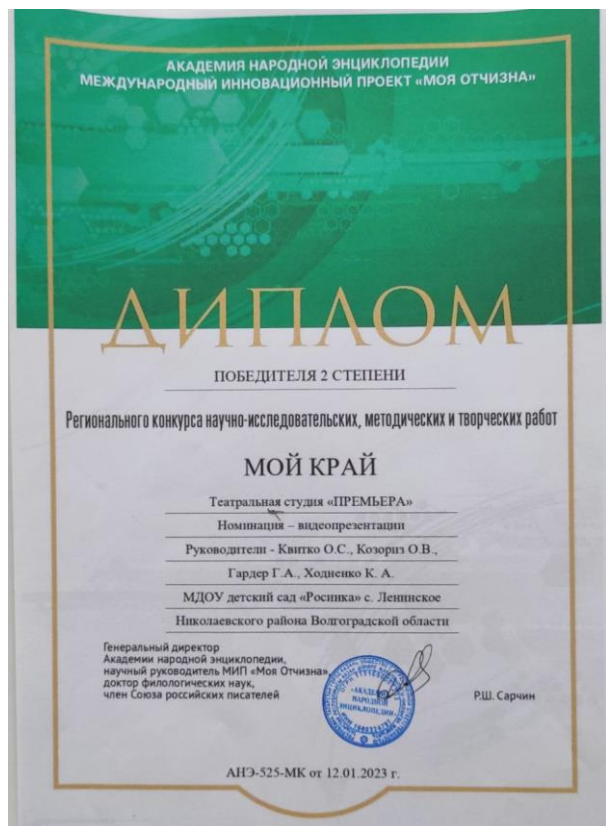 АКАДЕМИЯ НАРОДНОЙ ЭНЦИКЛОПЕДИИ
МЕЖДУНАРОДНЫЙ ИННОВАЦИОННЫЙ ПРОЕКТ «МОЯ ОТЧИЗНА»
ДИПЛОМ
ПОБЕДИТЕЛЯ 2 СТЕПЕНИ
Регионального конкурса научно-исследовательских, методических и творческих работ
МОЙ КРАЙ
Театральная студия «ПРЕМЬЕРА»
Номинация – видеопрезентации
Руководители - Квитко О.С., Козориз О.В.,
Гардер Г.А., Ходненко К. А.
МДОУ детский сад «Росинка» с. Ленинское
Николаевского района Волгоградской области
Генеральный директор
Академии народной энциклопедии,
научный руководитель МИП «Моя Отчизна»,
доктор филологических наук,
член Союза российских писателей
«АКАДЕМИЯ
НАРОДНОЙ
ЭНЦИКЛОПЕДИИ»
Р.Ш. Сарчин
АНЭ-525-МК от 12.01.2023 г.